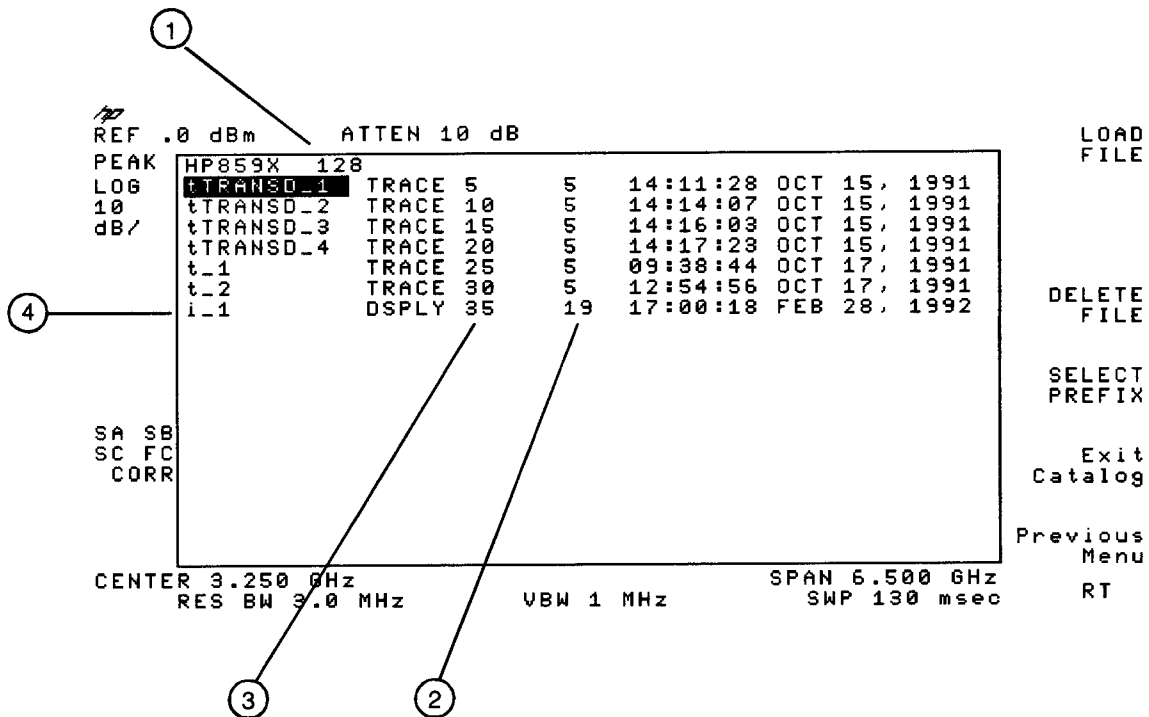 1
hp
REF .0 dBm ATTEN 10 dB
PEAK
LOG
10
dB/
HP859X 128
tTRANSD_1 TRACE 5 5 14:11:28 OCT 15, 1991
tTRANSD_2 TRACE 10 5 14:14:07 OCT 15, 1991
tTRANSD_3 TRACE 15 5 14:16:03 OCT 15, 1991
tTRANSD_4 TRACE 20 5 14:17:23 OCT 15, 1991
t_1 TRACE 25 5 09:38:44 OCT 17, 1991
t_2 TRACE 30 5 12:54:56 OCT 17, 1991
i_1 DSPLY 35 19 17:00:18 FEB 28, 1992
4
SA SB
SC FC
CORR
CENTER 3.250 GHz SPAN 6.500 GHz
RES BW 3.0 MHz VBW 1 MHz SWP 130 msec
LOAD
FILE
DELETE
FILE
SELECT
PREFIX
Exit
Catalog
Previous
Menu
RT
3
2